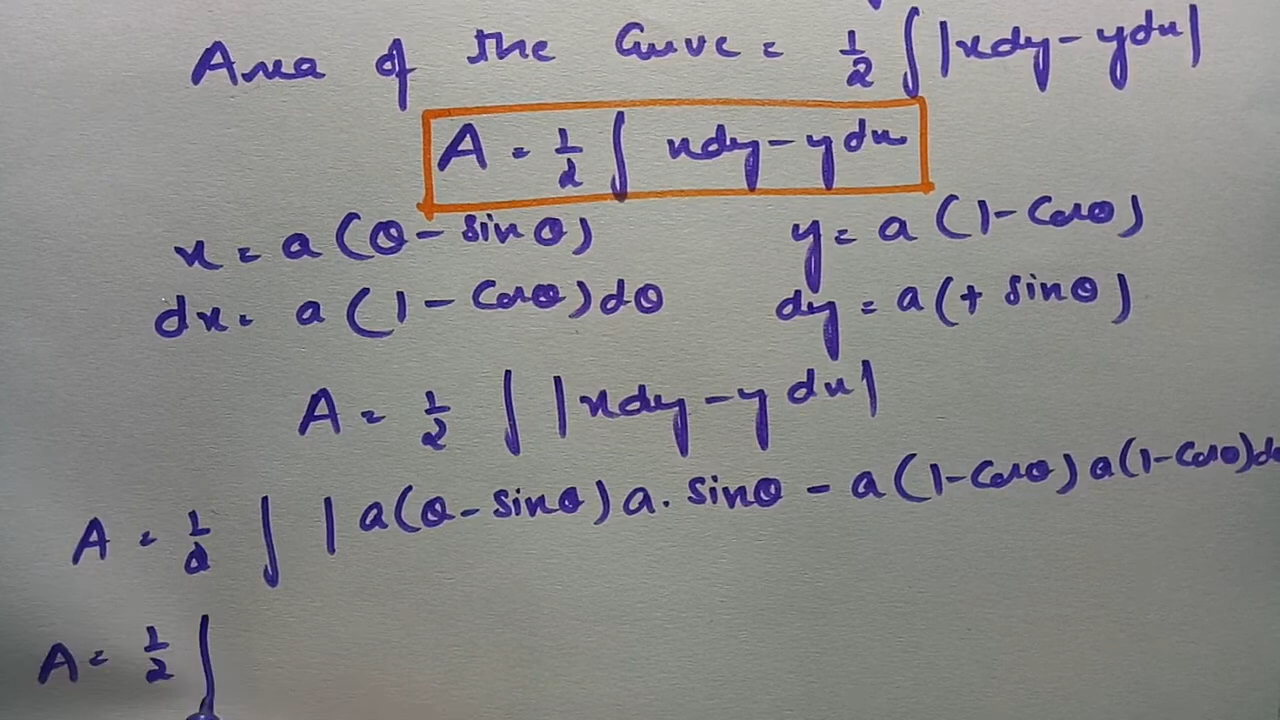 Area of the Curve = 1/2 ∫ |xdy - ydx|
A = 1/2 ∫ xdy - ydx
x = a(θ - sinθ) y = a(1 - Cosθ)
dx = a(1 - Cosθ)dθ dy = a(+ sinθ)
A = 1/2 ∫ |xdy - ydx|
A = 1/2 ∫ |a(θ - sinθ)a. sinθ - a(1 - Cosθ)a(1 - Cosθ)d
A = 1/2 ∫